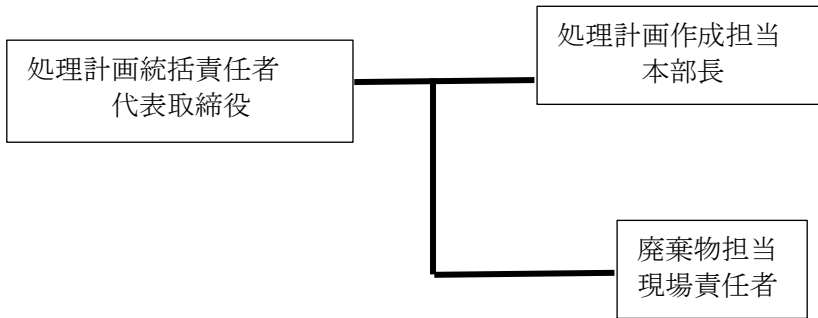 処理計画統括責任者
代表取締役
処理計画作成担当
本部長
廃棄物担当
現場責任者